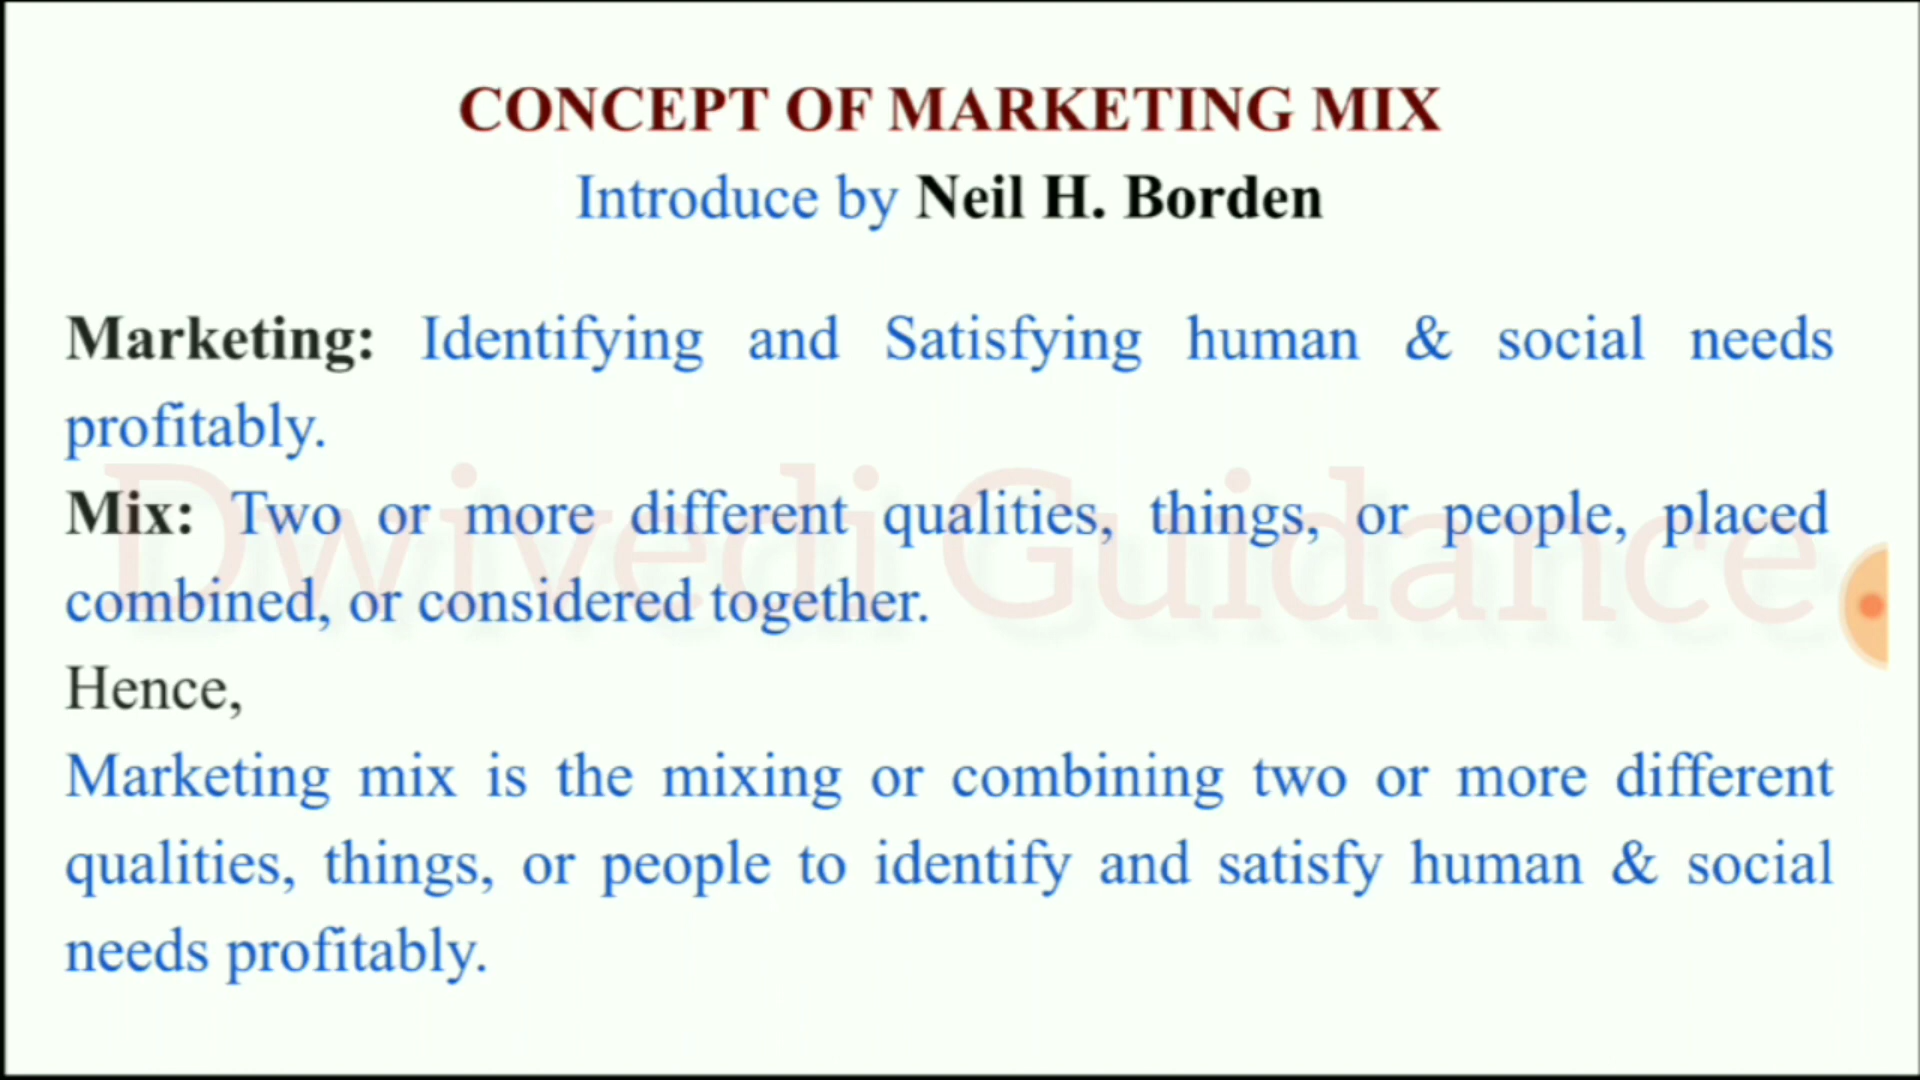 CONCEPT OF MARKETING MIX
Introduce by Neil H. Borden
Marketing: Identifying and Satisfying human & social needs
profitably.
Dwivedi Guidance
Mix: Two or more different qualities, things, or people, placed
combined, or considered together.
Hence,
Marketing mix is the mixing or combining two or more different
qualities, things, or people to identify and satisfy human & social
needs profitably.